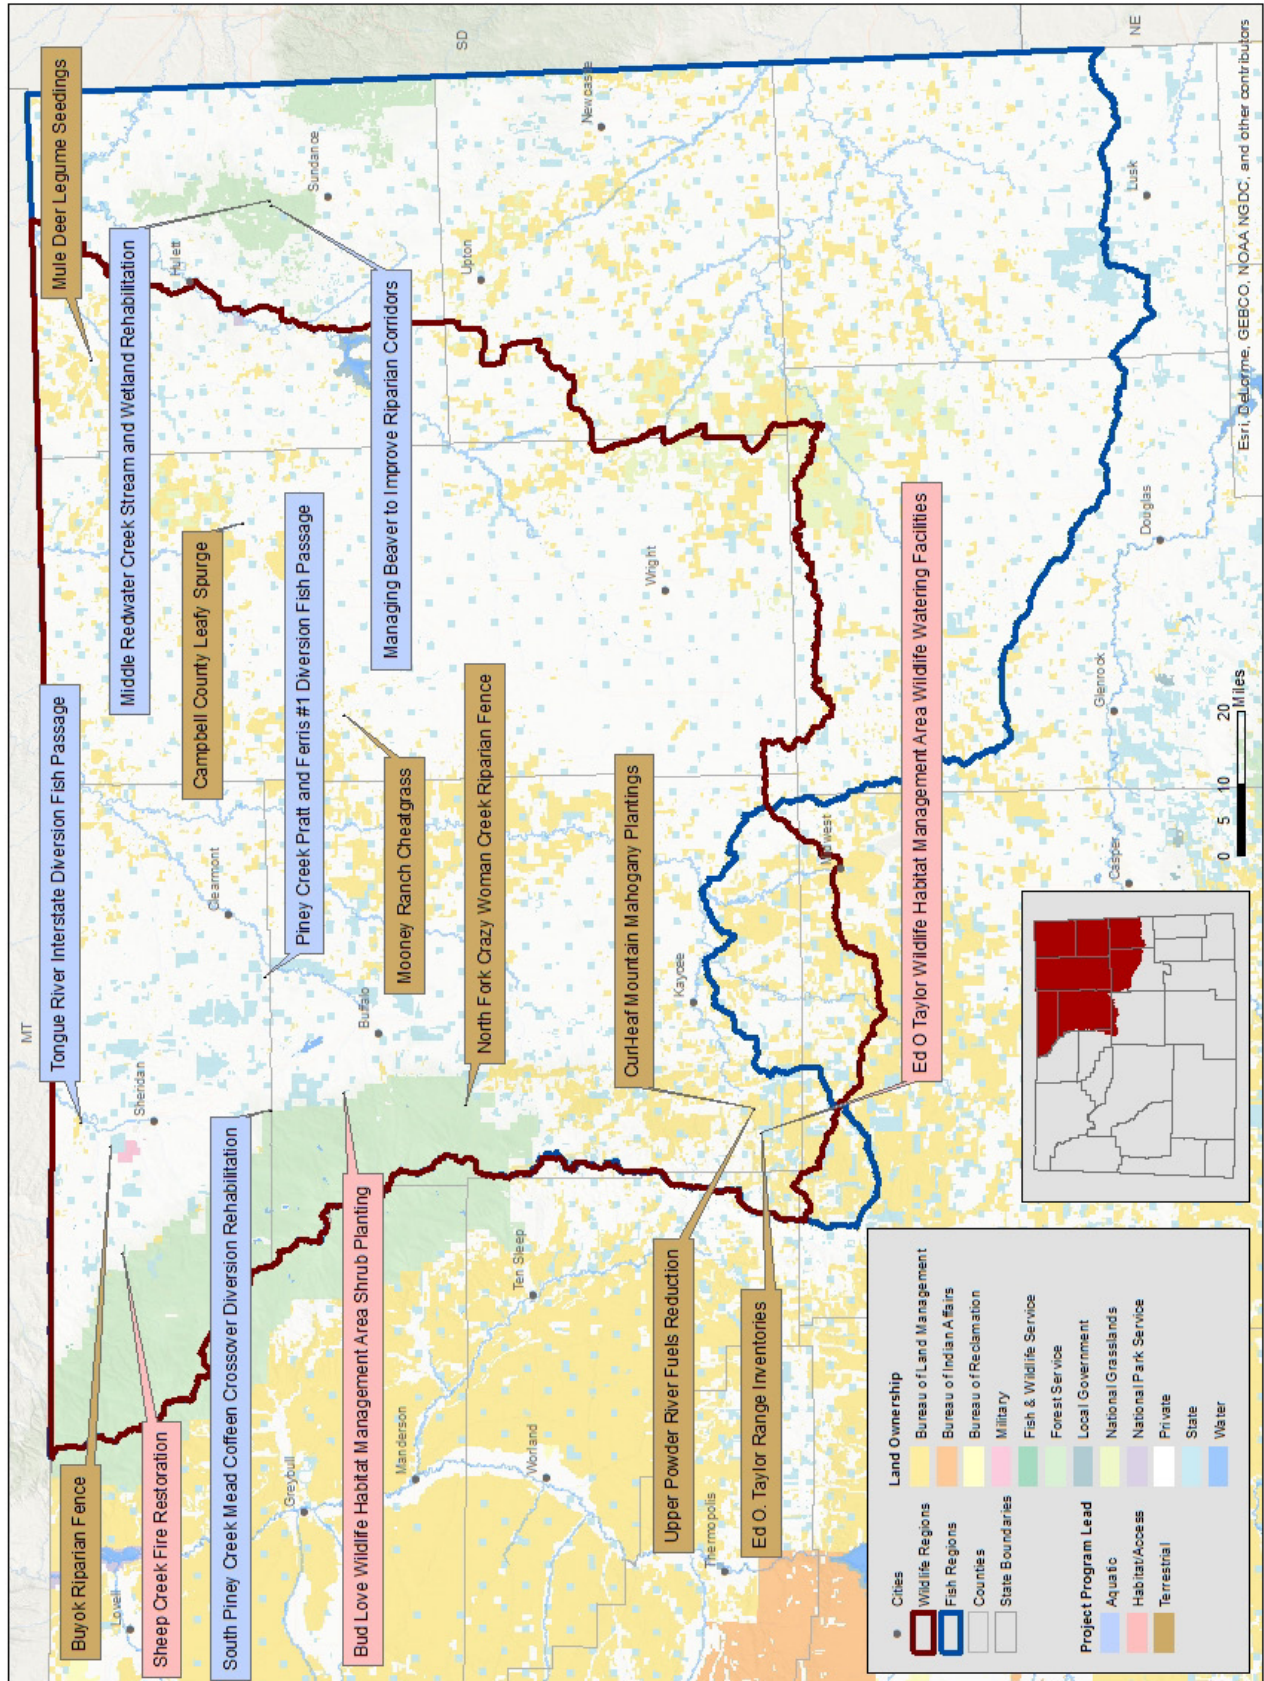 MT
SD
NE
Tongue River Interstate Diversion Fish Passage
Mule Deer Legume Seedings
Middle Redwater Creek Stream and Wetland Rehabilitation
Buyok Riparian Fence
Sheep Creek Fire Restoration
Campbell County Leafy Spurge
South Piney Creek Mead Coffeen Crossover Diversion Rehabilitation
Piney Creek Pratt and Ferris #1 Diversion Fish Passage
Managing Beaver to Improve Riparian Corridors
Bud Love Wildlife Habitat Management Area Shrub Planting
Mooney Ranch Cheatgrass
North Fork Crazy Woman Creek Riparian Fence
Curl-leaf Mountain Mahogany Plantings
Upper Powder River Fuels Reduction
Ed O. Taylor Range Inventories
Ed O Taylor Wildlife Habitat Management Area Wildlife Watering Facilities
Lovell
Sheridan
Clearmont
Hulett
Sundance
Greybull
Buffalo
Manderson
Upton
Ten Sleep
Worland
Newcastle
Wright
Kaycee
Thermopolis
Midwest
Casper
Glenrock
Douglas
Lusk
Cities
Wildlife Regions
Fish Regions
Counties
State Boundaries
Project Program Lead
Aquatic
Habitat/Access
Terrestrial
Land Ownership
Bureau of Land Management
Bureau of Indian Affairs
Bureau of Reclamation
Military
Fish & Wildlife Service
Forest Service
Local Government
National Grasslands
National Park Service
Private
State
Water
0 5 10 20
Miles
Esri, DeLorme, GEBCO, NOAA NGDC, and other contributors